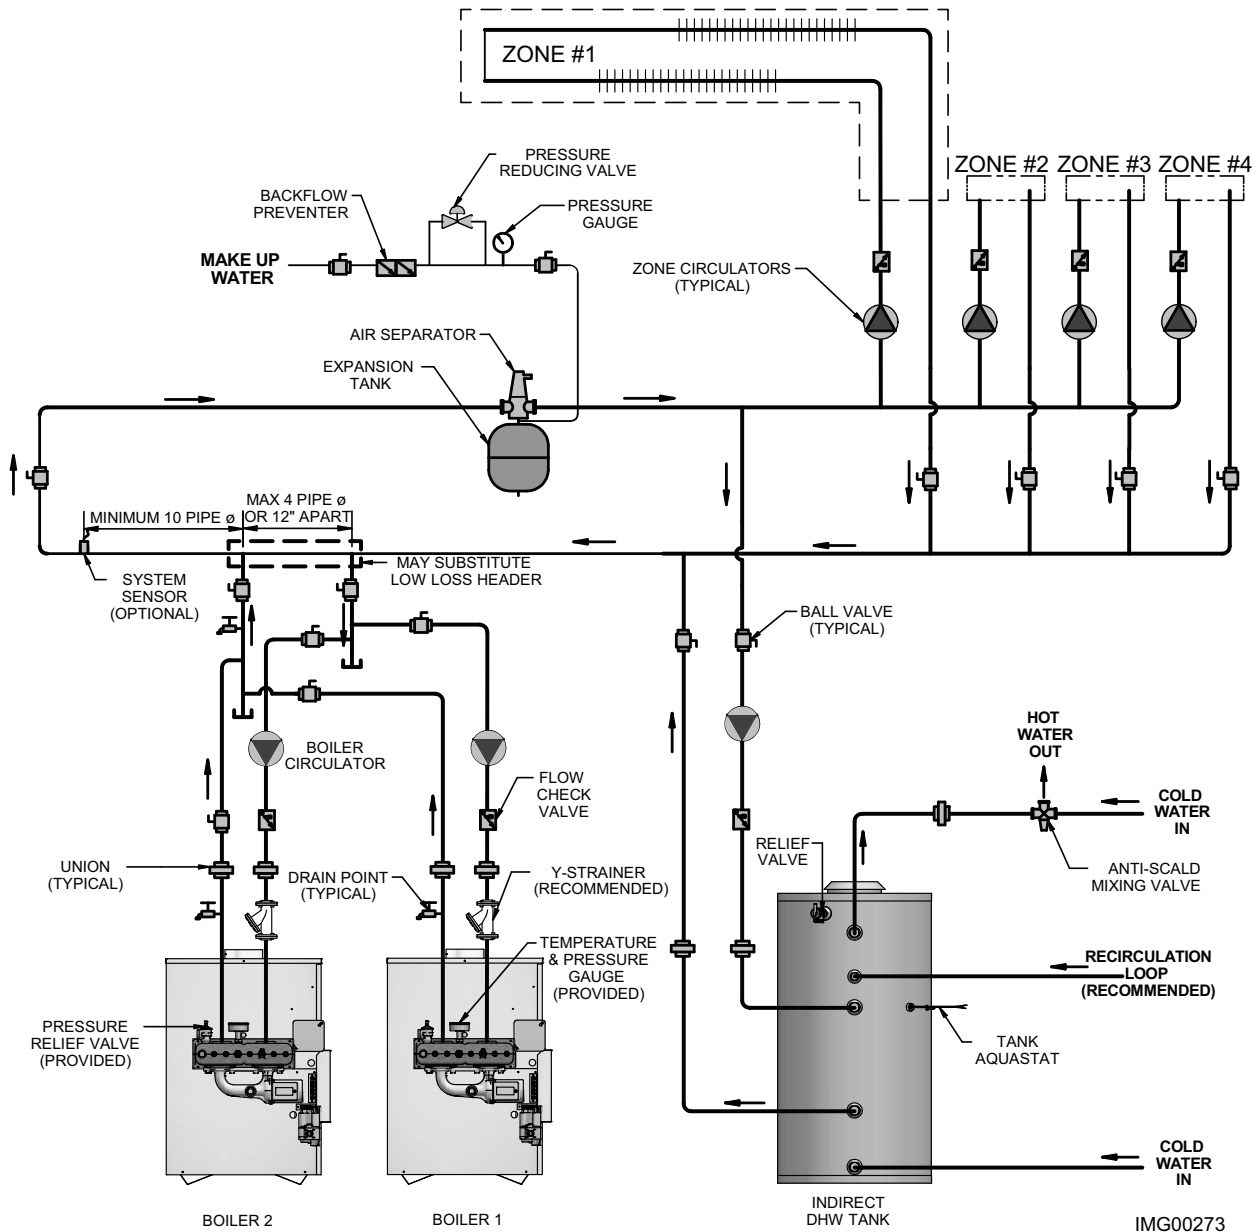 ZONE #1
ZONE #2
ZONE #3
ZONE #4
PRESSURE
REDUCING VALVE
BACKFLOW
PREVENTER
PRESSURE
GAUGE
MAKE UP
WATER
ZONE CIRCULATORS
(TYPICAL)
AIR SEPARATOR
EXPANSION
TANK
MINIMUM 10 PIPE ø
MAX 4 PIPE ø
OR 12" APART
SYSTEM
SENSOR
(OPTIONAL)
MAY SUBSTITUTE
LOW LOSS HEADER
BALL VALVE
(TYPICAL)
BOILER
CIRCULATOR
FLOW
CHECK
VALVE
HOT
WATER
OUT
COLD
WATER
IN
UNION
(TYPICAL)
DRAIN POINT
(TYPICAL)
Y-STRAINER
(RECOMMENDED)
RELIEF
VALVE
ANTI-SCALD
MIXING VALVE
TEMPERATURE
& PRESSURE
GAUGE
(PROVIDED)
RECIRCULATION
LOOP
(RECOMMENDED)
PRESSURE
RELIEF VALVE
(PROVIDED)
TANK
AQUASTAT
COLD
WATER
IN
BOILER 2
BOILER 1
INDIRECT
DHW TANK
IMG00273